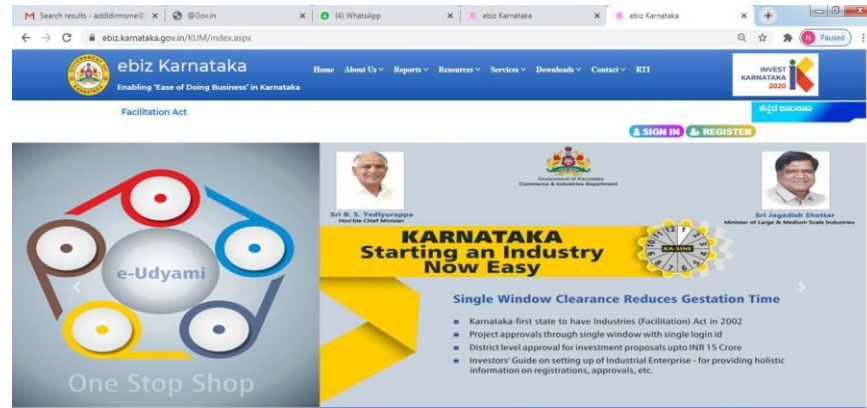 Search results - addldirmsme@
@Gov.in
(4) WhatsApp
ebiz Karnataka
ebiz Karnataka
ebiz.karnataka.gov.in/KUM/index.aspx
N
Paused
ebiz Karnataka
Enabling 'Ease of Doing Business' in Karnataka
Home About Us Reports Resources Services Downloads Contact RTI
INVEST
KARNATAKA
2020
Facilitation Act
SIGN IN REGISTER
Government of Karnataka
Commerce & Industries Department
Sri B. S. Yediyurappa
Hon'ble Chief Minister
Sri Jagadish Shettar
Minister of Large & Medium Scale Industries
KARNATAKA
Starting an Industry
Now Easy
KA-SINE
e-Udyami
One Stop Shop
Single Window Clearance Reduces Gestation Time
Karnataka-first state to have Industries (Facilitation) Act in 2002
Project approvals through single window with single login id
District level approval for investment proposals upto INR 15 Crore
Investors' Guide on setting up of Industrial Enterprise - for providing holistic
information on registrations, approvals, etc.